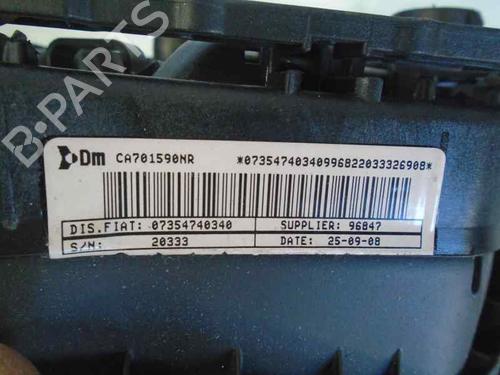 B-PARTS
Dm CA701590NR *07354740340996822033326908*
DIS.FIAT: 07354740340 SUPPLIER: 96847
S/N: 20333 DATE: 25-09-08